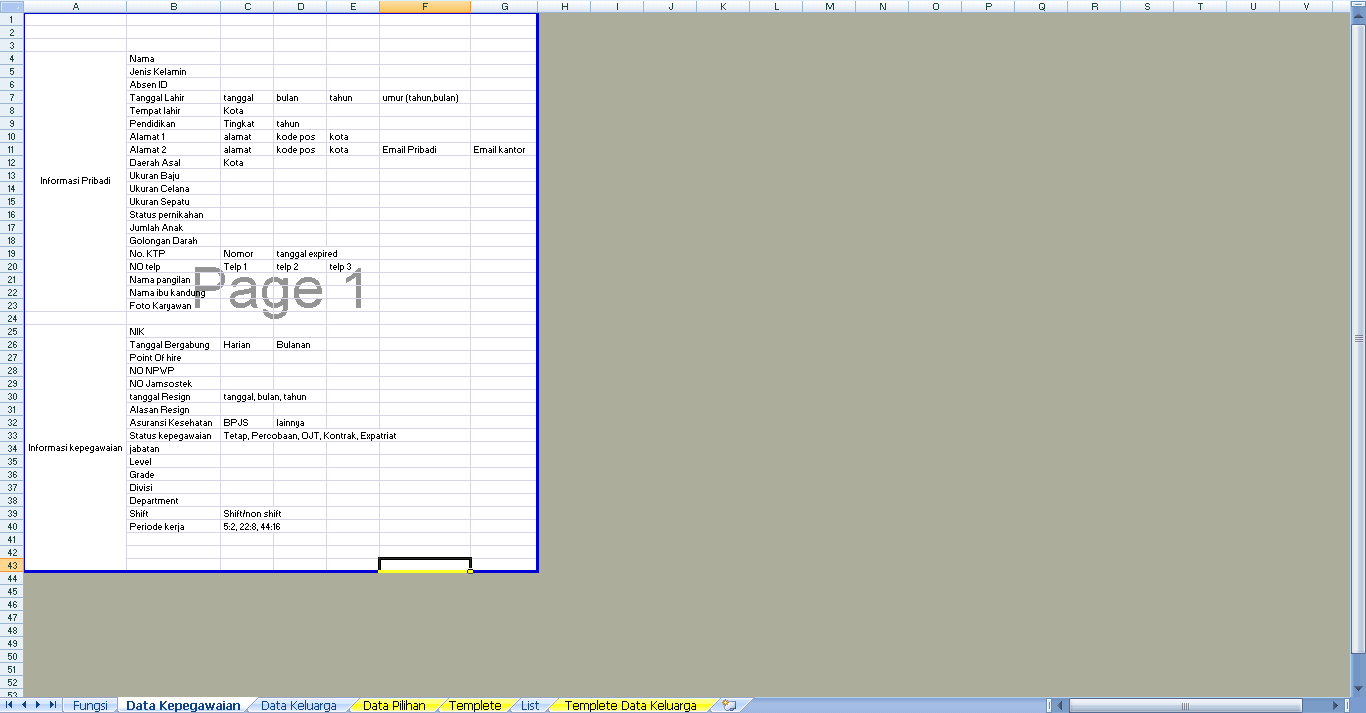 A B C D E F G H I J K L M N O P Q R S T U V
1
2
3
4 Nama
5 Jenis Kelamin
6 Absen ID
7 Tanggal Lahir tanggal bulan tahun umur (tahun,bulan)
8 Tempat lahir Kota
9 Pendidikan Tingkat tahun
10 Alamat 1 alamat kode pos kota
11 Alamat 2 alamat kode pos kota Email Pribadi Email kantor
12 Daerah Asal Kota
13 Ukuran Baju
Informasi Pribadi
14 Ukuran Celana
15 Ukuran Sepatu
16 Status pernikahan
17 Jumlah Anak
18 Golongan Darah
19 No. KTP Nomor tanggal expired
20 NO telp Telp 1 telp 2 telp 3
21 Nama pangilan
Page 1
22 Nama ibu kandung
23 Foto Karyawan
24
25 NIK
26 Tanggal Bergabung Harian Bulanan
27 Point Of hire
28 NO NPWP
29 NO Jamsostek
30 tanggal Resign tanggal, bulan, tahun
31 Alasan Resign
32 Asuransi Kesehatan BPJS lainnya
33 Status kepegawaian Tetap, Percobaan, OJT, Kontrak, Expatriat
34 Informasi kepegawaian jabatan
35 Level
36 Grade
37 Divisi
38 Department
39 Shift Shift/non shift
40 Periode kerja 5:2, 22:8, 44:16
41
42
43
44
45
46
47
48
49
50
51
52
53
Fungsi Data Kepegawaian Data Keluarga Data Pilihan Templete List Templete Data Keluarga